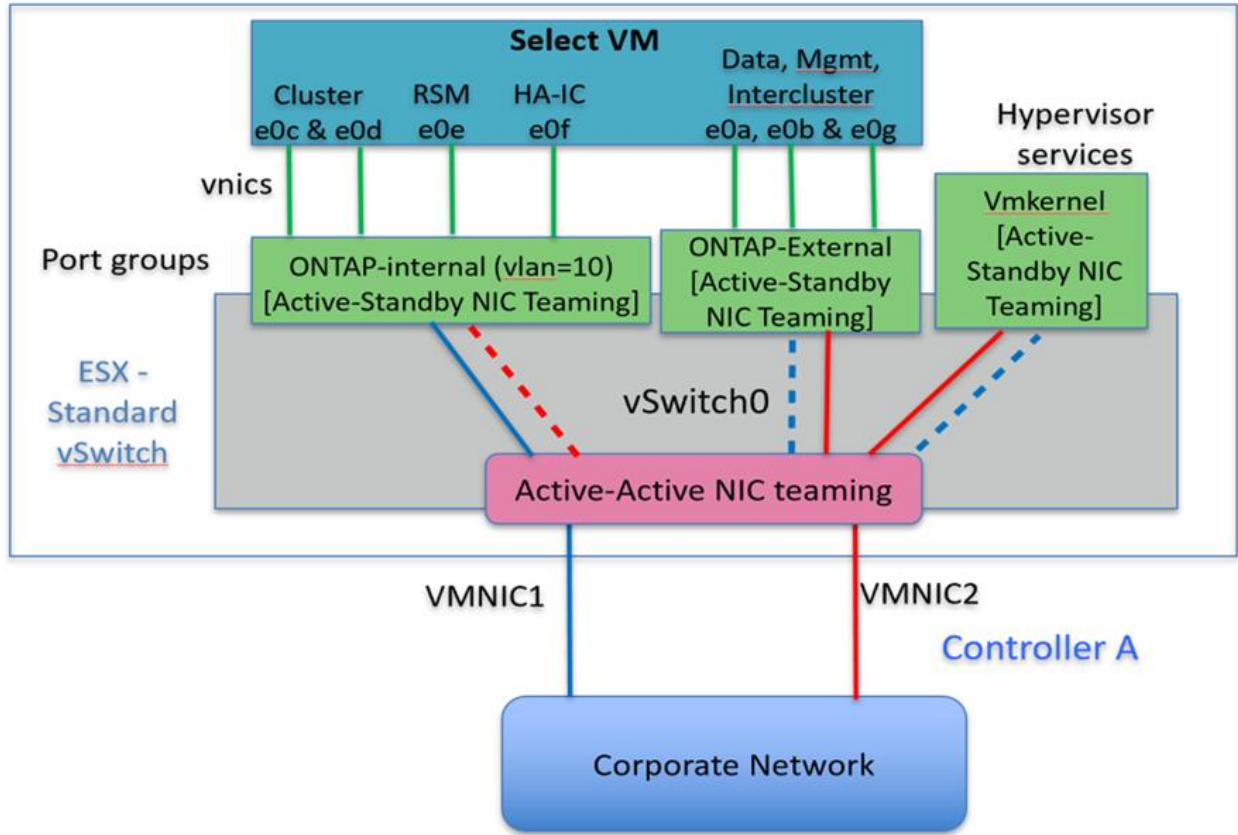 Select VM
Cluster
e0c & e0d
RSM
e0e
HA-IC
e0f
Data, Mgmt,
Intercluster
e0a, e0b & e0g
Hypervisor
services
vnics
Port groups
ONTAP-internal (vlan=10)
[Active-Standby NIC Teaming]
ONTAP-External
[Active-Standby
NIC Teaming]
Vmkernel
[Active-
Standby NIC
Teaming]
ESX -
Standard
vSwitch
vSwitch0
Active-Active NIC teaming
VMNIC1
VMNIC2
Controller A
Corporate Network